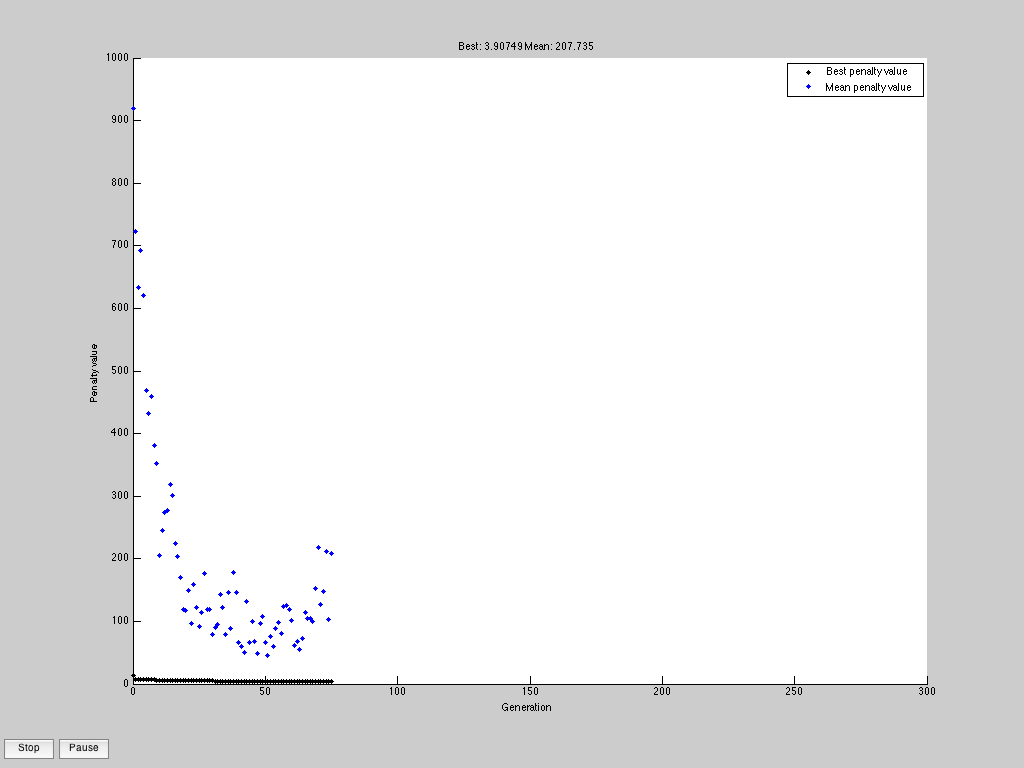 Best: 3.90749 Mean: 207.735
1000
900
800
700
600
500
400
300
200
100
0
Penalty value
Best penalty value
Mean penalty value
0 50 100 150 200 250 300
Generation
Stop Pause